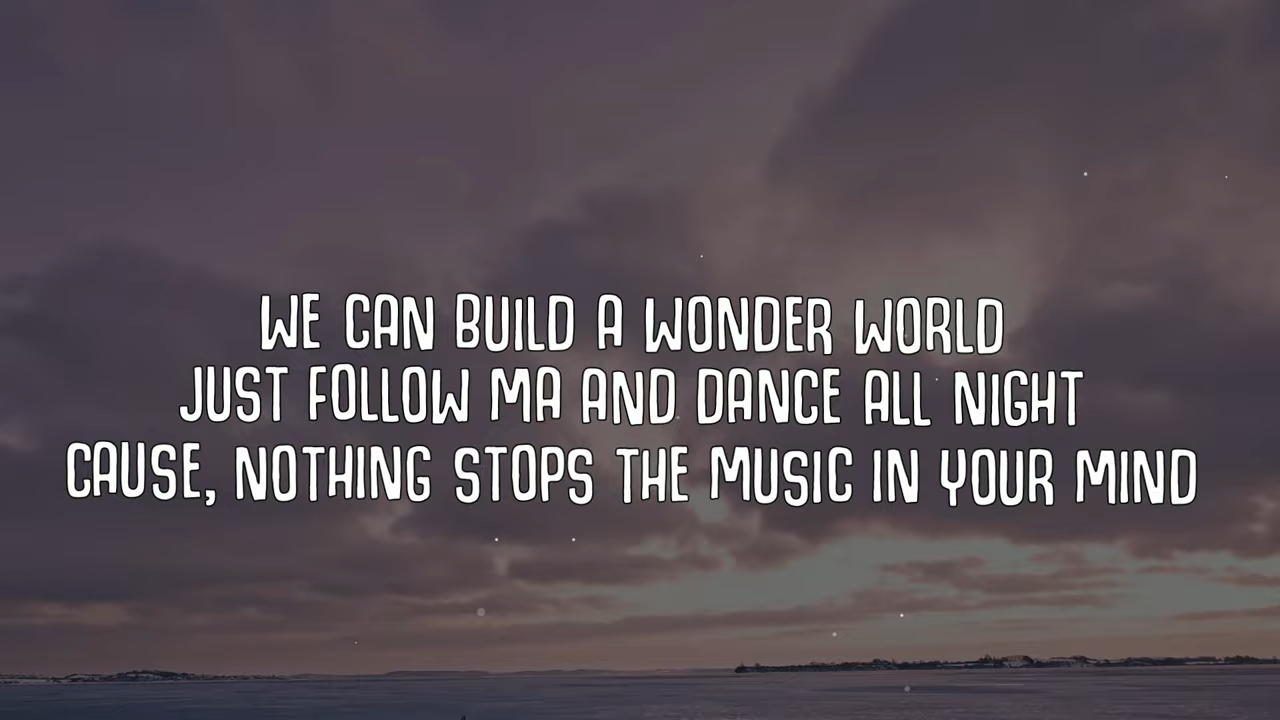 WE CAN BUILD A WONDER WORLD
JUST FOLLOW MA AND DANCE ALL NIGHT
CAUSE, NOTHING STOPS THE MUSIC IN YOUR MIND